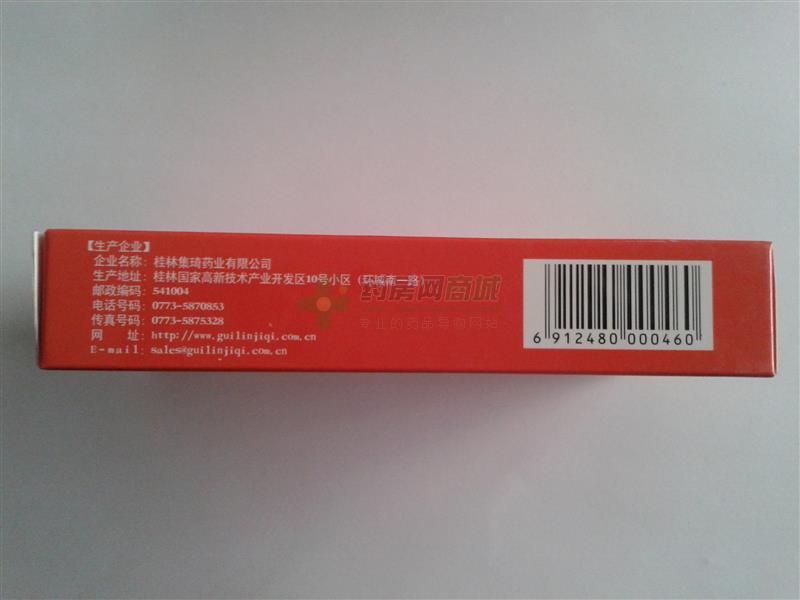 【生产企业】
企业名称：桂林集琦药业有限公司
生产地址：桂林国家高新技术产业开发区10号小区（环城南一路）
邮政编码：541004
电话号码：0773-5870853
传真号码：0773-5875328
网　　址：http://www.guilinjiqi.com.cn
E-mail：sales@guilinjiqi.com.cn
药房网商城
专业的药品导购网站
6 912480 000460